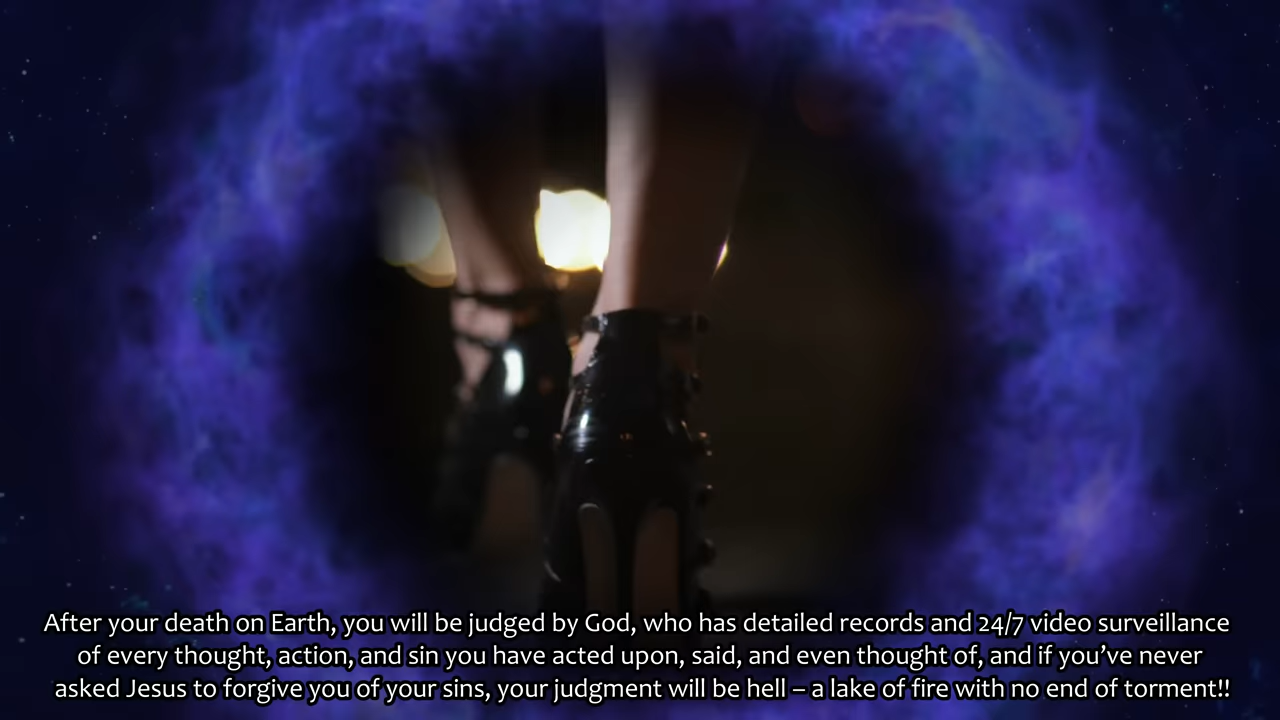 After your death on Earth, you will be judged by God, who has detailed records and 24/7 video surveillance
of every thought, action, and sin you have acted upon, said, and even thought of, and if you’ve never
asked Jesus to forgive you of your sins, your judgment will be hell – a lake of fire with no end of torment!!